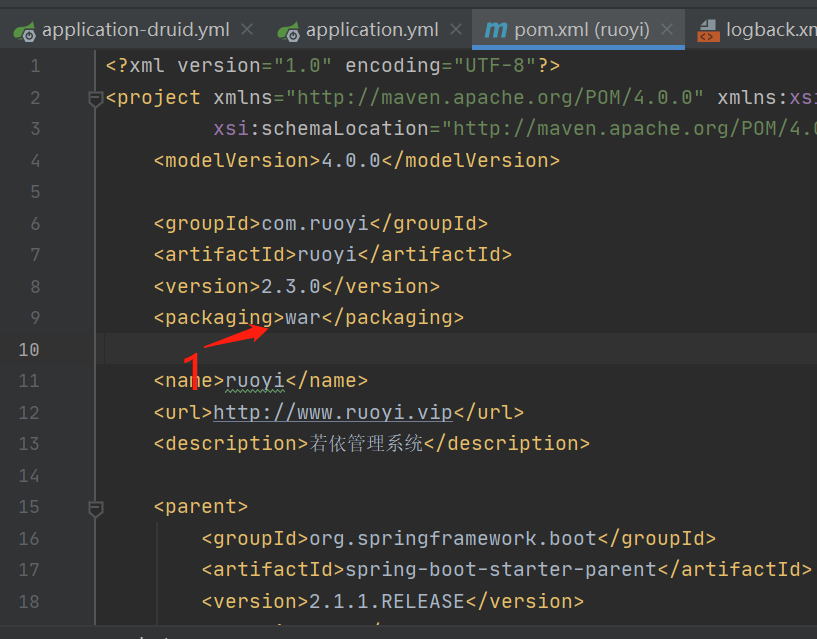 application-druid.yml
application.yml
pom.xml (ruoyi)
logback.xm
1 <?xml version="1.0" encoding="UTF-8"?>
2 <project xmlns="http://maven.apache.org/POM/4.0.0" xmlns:xsi
3 xsi:schemaLocation="http://maven.apache.org/POM/4.0
4 <modelVersion>4.0.0</modelVersion>
5
6 <groupId>com.ruoyi</groupId>
7 <artifactId>ruoyi</artifactId>
8 <version>2.3.0</version>
9 <packaging>war</packaging>
10
1
11 <name>ruoyi</name>
12 <url>http://www.ruoyi.vip</url>
13 <description>若依管理系统</description>
14
15 <parent>
16 <groupId>org.springframework.boot</groupId>
17 <artifactId>spring-boot-starter-parent</artifactId>
18 <version>2.1.1.RELEASE</version>